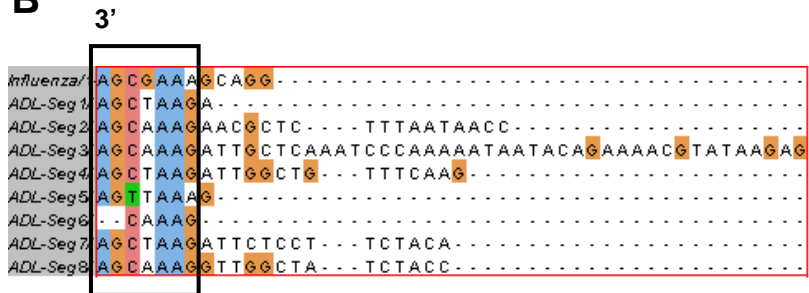 B
3’
Influenza/1 AGCGAAAGCAGG------------------------------------
ADL-Seg1/ AGCTAAGA----------------------------------------
ADL-Seg2/ AGCAAAGAACGCTC----TTTAATAACC--------------------
ADL-Seg3/ AGCAAAGATTGCTCAAATCCCAAAAATAATACAGAAAACGTATAAGAG
ADL-Seg4/ AGCTAAGATTGGCTG---TTTCAAG-----------------------
ADL-Seg5/ AGTTAAAG----------------------------------------
ADL-Seg6/ --CAAAG-----------------------------------------
ADL-Seg7/ AGCTAAGATTCTCCT---TCTACA------------------------
ADL-Seg8/ AGCAAAGGTTGGCTA---TCTACC------------------------